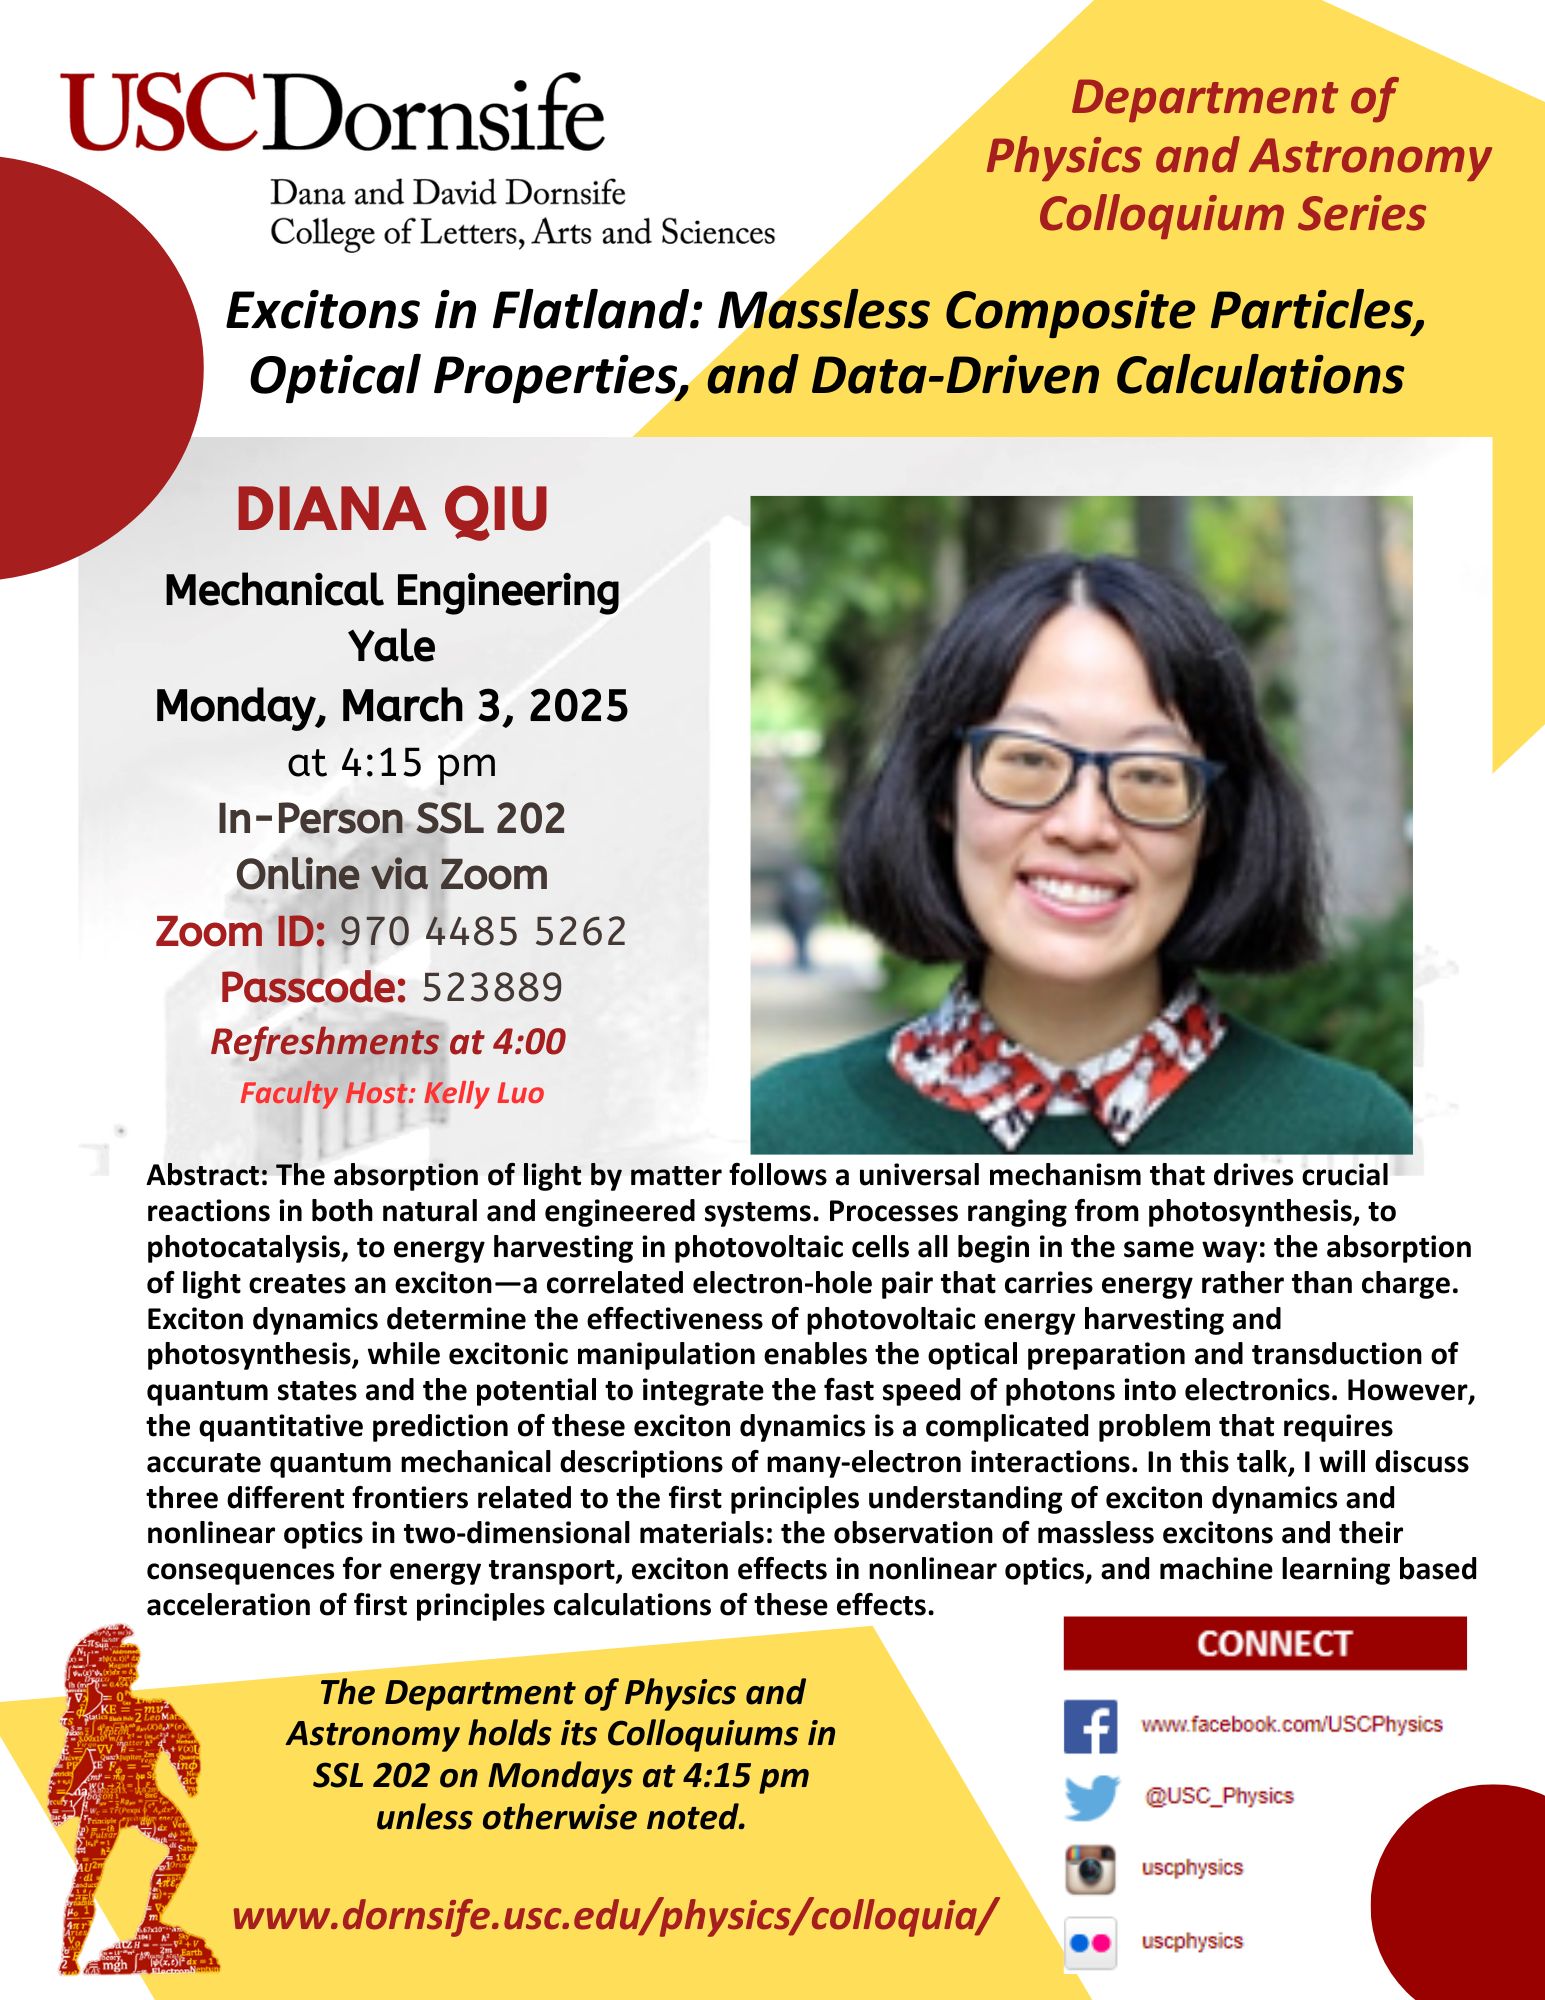 USCDornsife
Dana and David Dornsife
College of Letters, Arts and Sciences
Department of
Physics and Astronomy
Colloquium Series
Excitons in Flatland: Massless Composite Particles,
Optical Properties, and Data-Driven Calculations
DIANA QIU
Mechanical Engineering
Yale
Monday, March 3, 2025
at 4:15 pm
In-Person SSL 202
Online via Zoom
Zoom ID: 970 4485 5262
Passcode: 523889
Refreshments at 4:00
Faculty Host: Kelly Luo
Abstract: The absorption of light by matter follows a universal mechanism that drives crucial
reactions in both natural and engineered systems. Processes ranging from photosynthesis, to
photocatalysis, to energy harvesting in photovoltaic cells all begin in the same way: the absorption
of light creates an exciton—a correlated electron-hole pair that carries energy rather than charge.
Exciton dynamics determine the effectiveness of photovoltaic energy harvesting and
photosynthesis, while excitonic manipulation enables the optical preparation and transduction of
quantum states and the potential to integrate the fast speed of photons into electronics. However,
the quantitative prediction of these exciton dynamics is a complicated problem that requires
accurate quantum mechanical descriptions of many-electron interactions. In this talk, I will discuss
three different frontiers related to the first principles understanding of exciton dynamics and
nonlinear optics in two-dimensional materials: the observation of massless excitons and their
consequences for energy transport, exciton effects in nonlinear optics, and machine learning based
acceleration of first principles calculations of these effects.
The Department of Physics and
Astronomy holds its Colloquiums in
SSL 202 on Mondays at 4:15 pm
unless otherwise noted.
www.dornsife.usc.edu/physics/colloquia/
CONNECT
www.facebook.com/USCPhysics
@USC_Physics
uscphysics
uscphysics